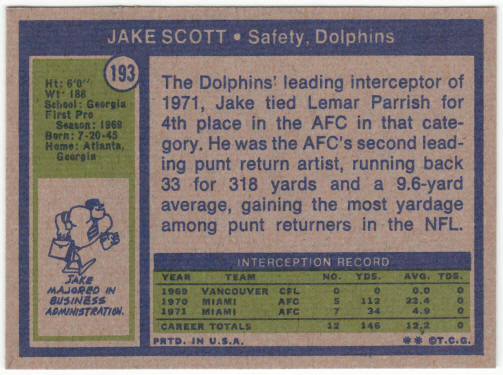 JAKE SCOTT • Safety, Dolphins
193
Ht: 6'0"
Wt: 188
School: Georgia
First Pro
Season: 1969
Born: 7-20-45
Home: Atlanta,
Georgia
JAKE
MAJORED IN
BUSINESS
ADMINISTRATION.
The Dolphins' leading interceptor of
1971, Jake tied Lemar Parrish for
4th place in the AFC in that cate-
gory. He was the AFC's second lead-
ing punt return artist, running back
33 for 318 yards and a 9.6-yard
average, gaining the most yardage
among punt returners in the NFL.
INTERCEPTION RECORD
YEAR TEAM NO. YDS. AVG. TDS.
1969 VANCOUVER CFL 0 0 0.0 0
1970 MIAMI AFC 5 112 22.4 0
1971 MIAMI AFC 7 34 4.9 0
CAREER TOTALS 12 146 12.2 0
PRTD. IN U.S.A. * * ©T.C.G.